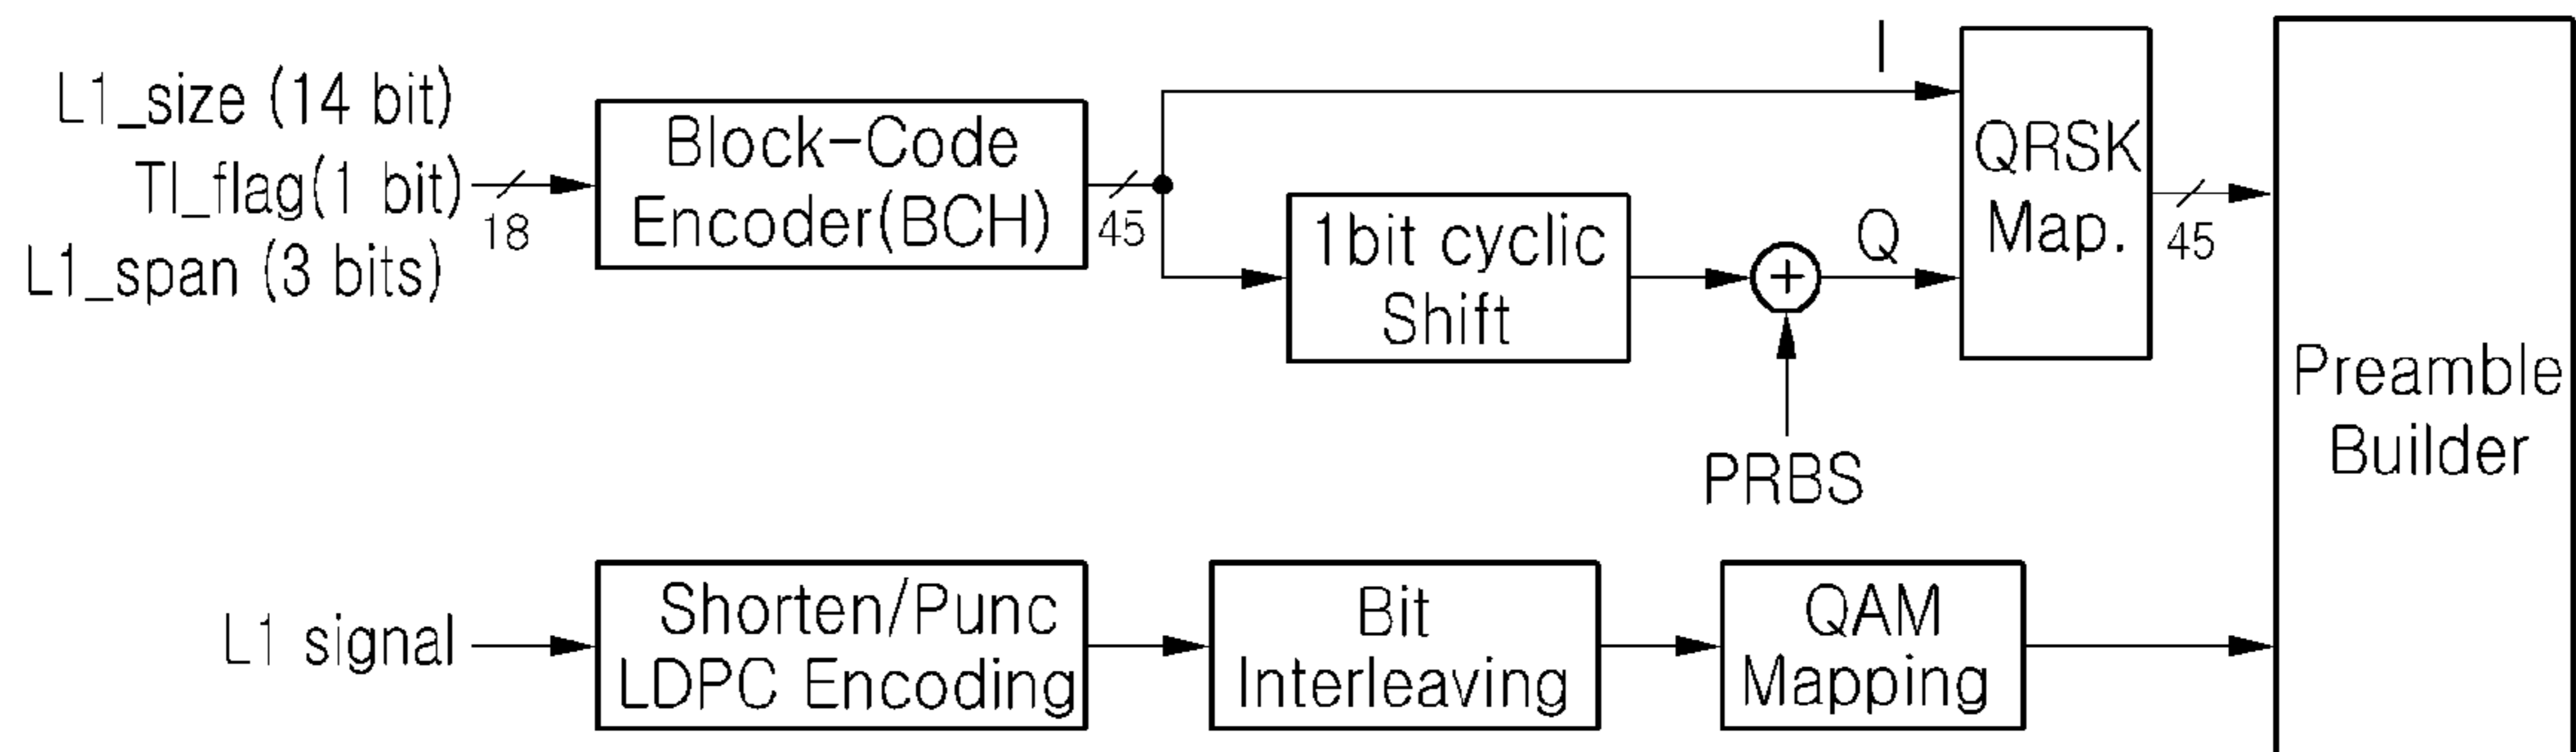 L1_size (14 bit)
TI_flag(1 bit)
L1_span (3 bits)
18
Block-Code
Encoder(BCH)
45
1bit cyclic
Shift
PRBS
I
Q
QRSK
Map.
45
Preamble
Builder
L1 signal
Shorten/Punc
LDPC Encoding
Bit
Interleaving
QAM
Mapping